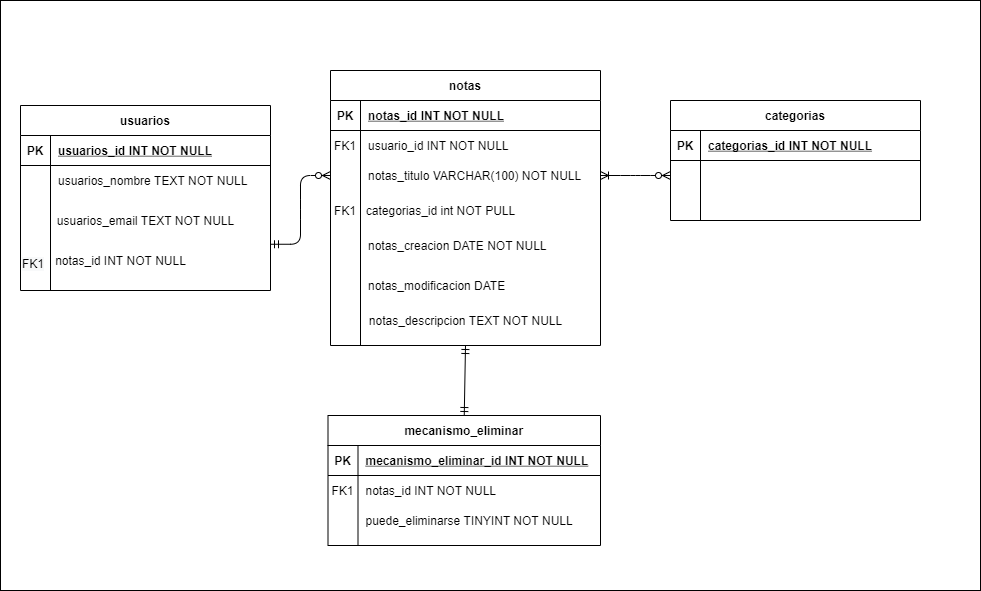 usuarios
PK usuarios_id INT NOT NULL
usuarios_nombre TEXT NOT NULL
usuarios_email TEXT NOT NULL
FK1 notas_id INT NOT NULL
notas
PK notas_id INT NOT NULL
FK1 usuario_id INT NOT NULL
notas_titulo VARCHAR(100) NOT NULL
FK1 categorias_id int NOT PULL
notas_creacion DATE NOT NULL
notas_modificacion DATE
notas_descripcion TEXT NOT NULL
categorias
PK categorias_id INT NOT NULL
mecanismo_eliminar
PK mecanismo_eliminar_id INT NOT NULL
FK1 notas_id INT NOT NULL
puede_eliminarse TINYINT NOT NULL